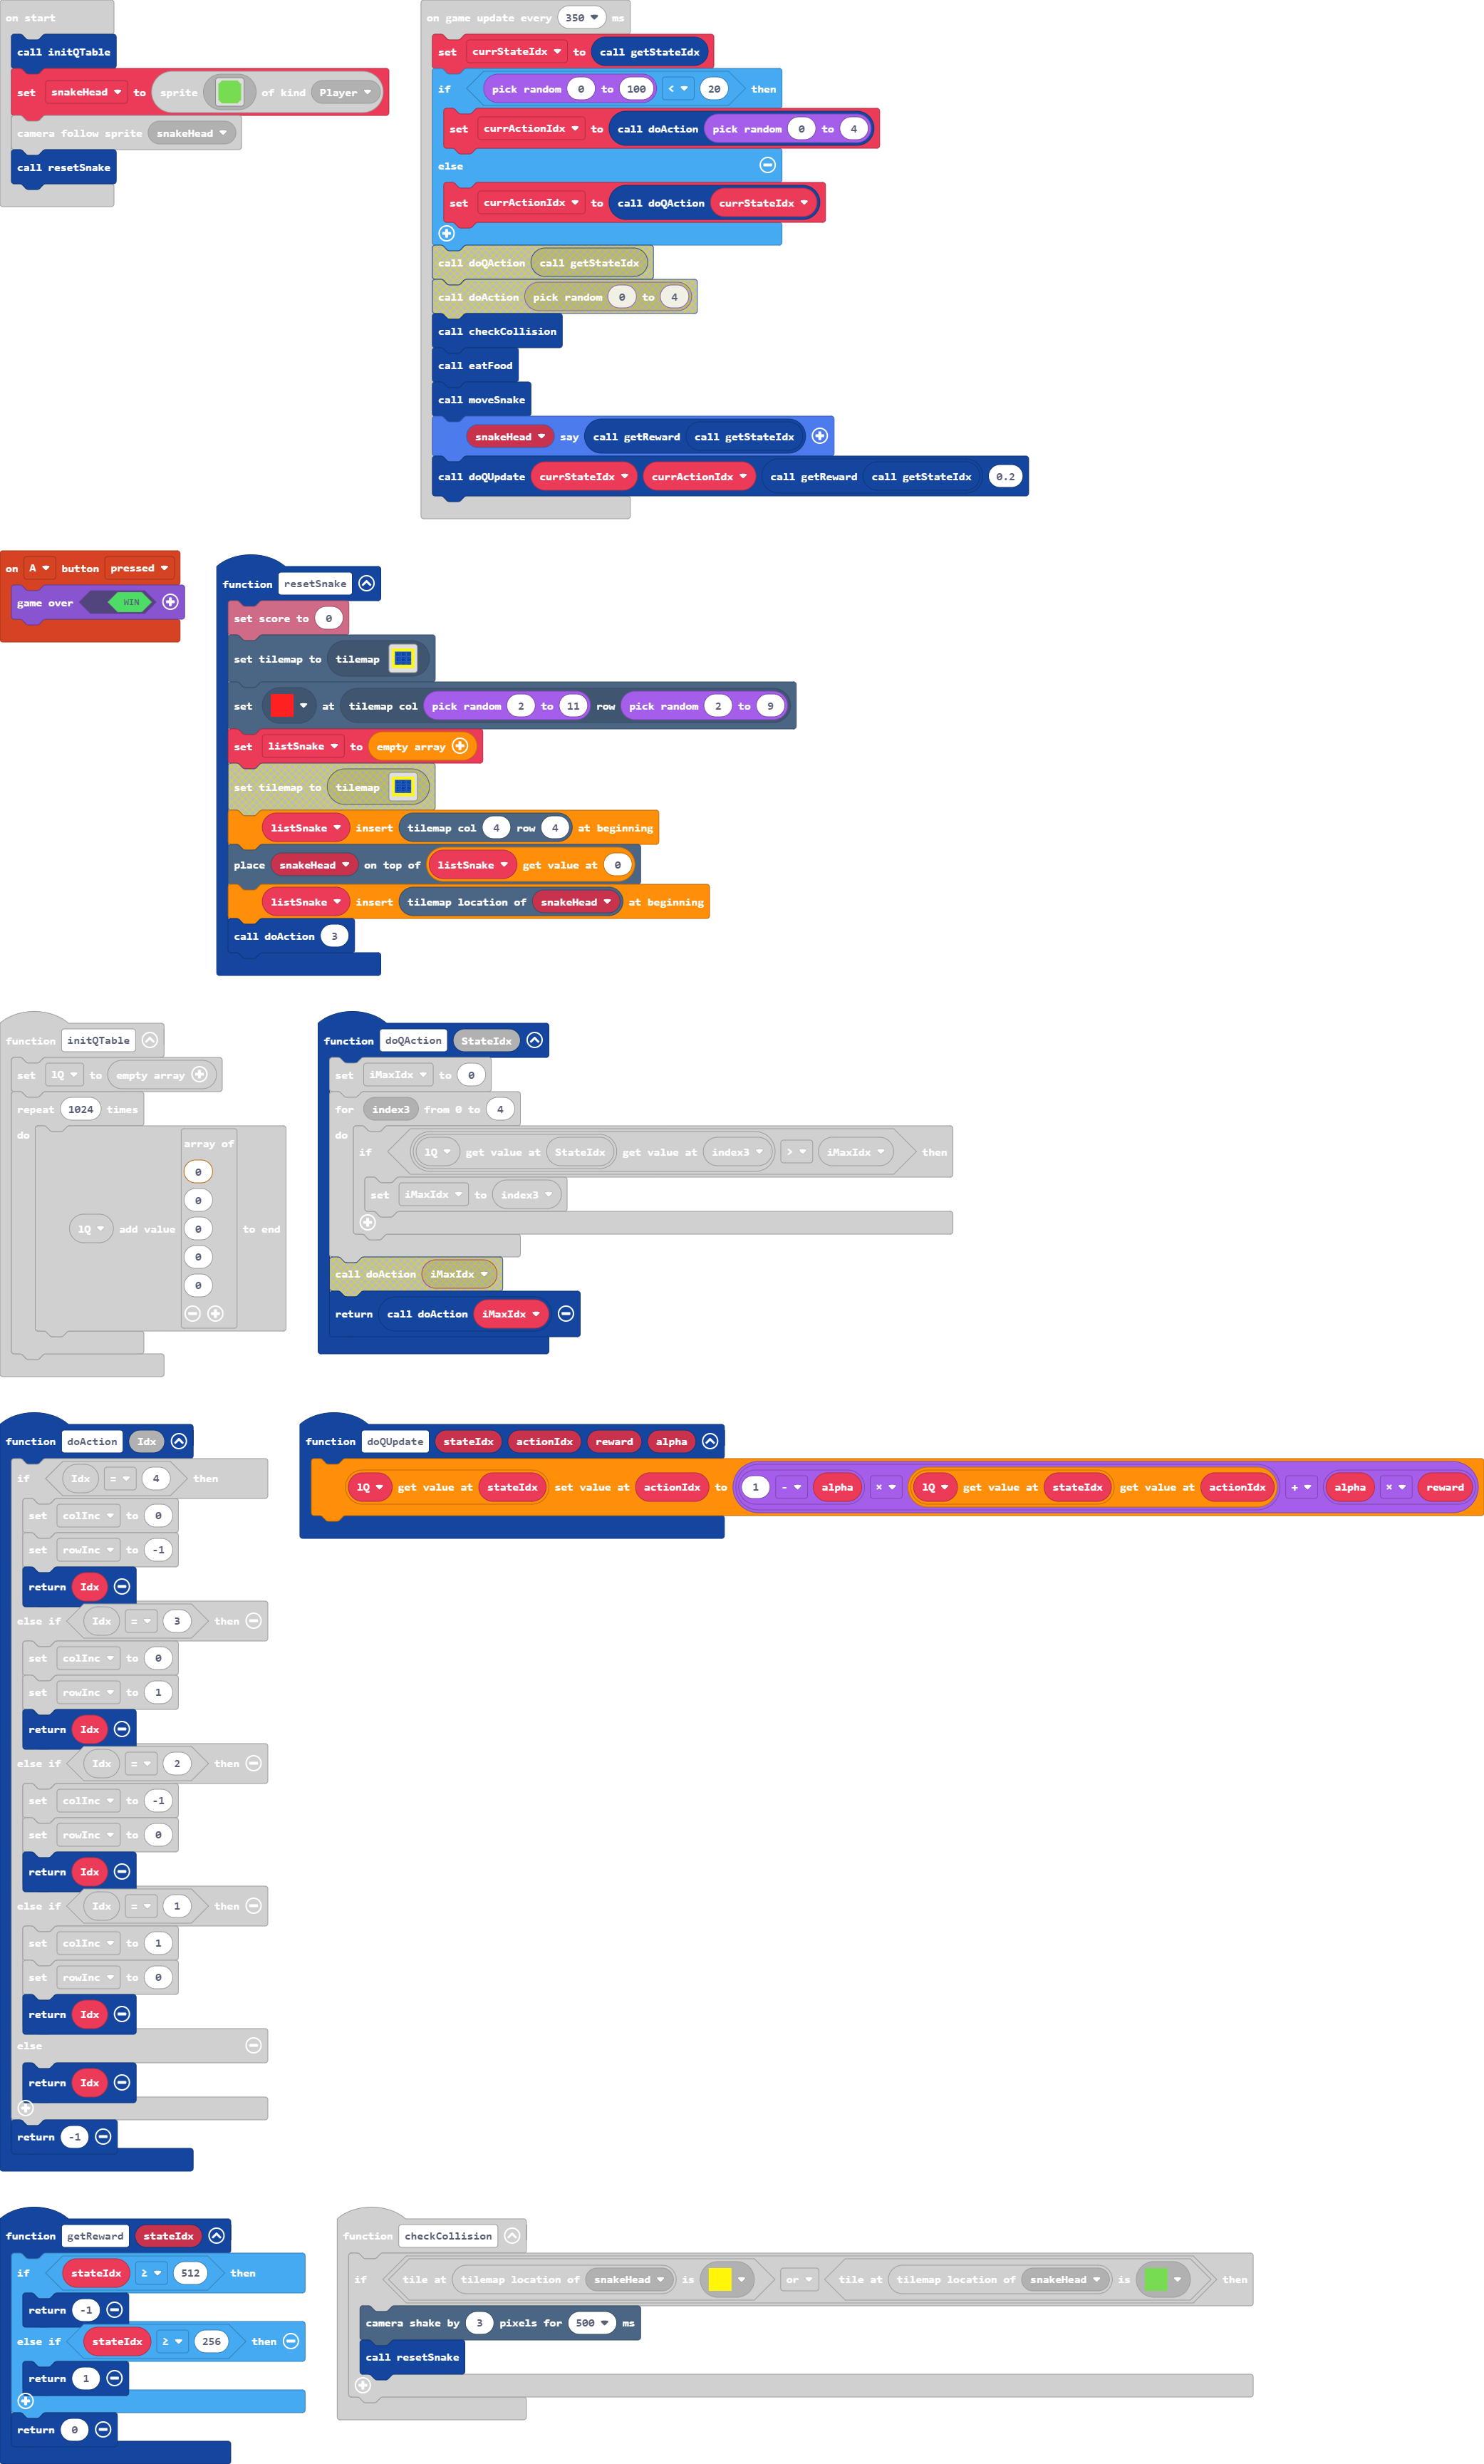 on start
call initQTable
set snakeHead to sprite of kind Player
camera follow sprite snakeHead
call resetSnake
on game update every 350 ms
set currStateIdx to call getStateIdx
if pick random 0 to 100 < 20 then
set currActionIdx to call doAction pick random 0 to 4
else
set currActionIdx to call doQAction currStateIdx
call doQAction call getStateIdx
call doAction pick random 0 to 4
call checkCollision
call eatFood
call moveSnake
snakeHead say call getReward call getStateIdx
call doQUpdate currStateIdx currActionIdx call getReward call getStateIdx 0.2
on A button pressed
game over WIN
function resetSnake
set score to 0
set tilemap to tilemap
set at tilemap col pick random 2 to 11 row pick random 2 to 9
set listSnake to empty array
set tilemap to tilemap
listSnake insert tilemap col 4 row 4 at beginning
place snakeHead on top of listSnake get value at 0
listSnake insert tilemap location of snakeHead at beginning
call doAction 3
function initQTable
set lQ to empty array
repeat 1024 times
do
array of
0
0
lQ add value 0 to end
0
0
function doQAction StateIdx
set iMaxIdx to 0
for index3 from 0 to 4
do
if lQ get value at StateIdx get value at index3 > iMaxIdx then
set iMaxIdx to index3
call doAction iMaxIdx
return call doAction iMaxIdx
function doAction Idx
if Idx = 4 then
set colInc to 0
set rowInc to -1
return Idx
else if Idx = 3 then
set colInc to 0
set rowInc to 1
return Idx
else if Idx = 2 then
set colInc to -1
set rowInc to 0
return Idx
else if Idx = 1 then
set colInc to 1
set rowInc to 0
return Idx
else
return Idx
return -1
function doQUpdate stateIdx actionIdx reward alpha
lQ get value at stateIdx set value at actionIdx to 1 - alpha × lQ get value at stateIdx get value at actionIdx + alpha × reward
function getReward stateIdx
if stateIdx ≥ 512 then
return -1
else if stateIdx ≥ 256 then
return 1
return 0
function checkCollision
if tile at tilemap location of snakeHead is or tile at tilemap location of snakeHead is then
camera shake by 3 pixels for 500 ms
call resetSnake